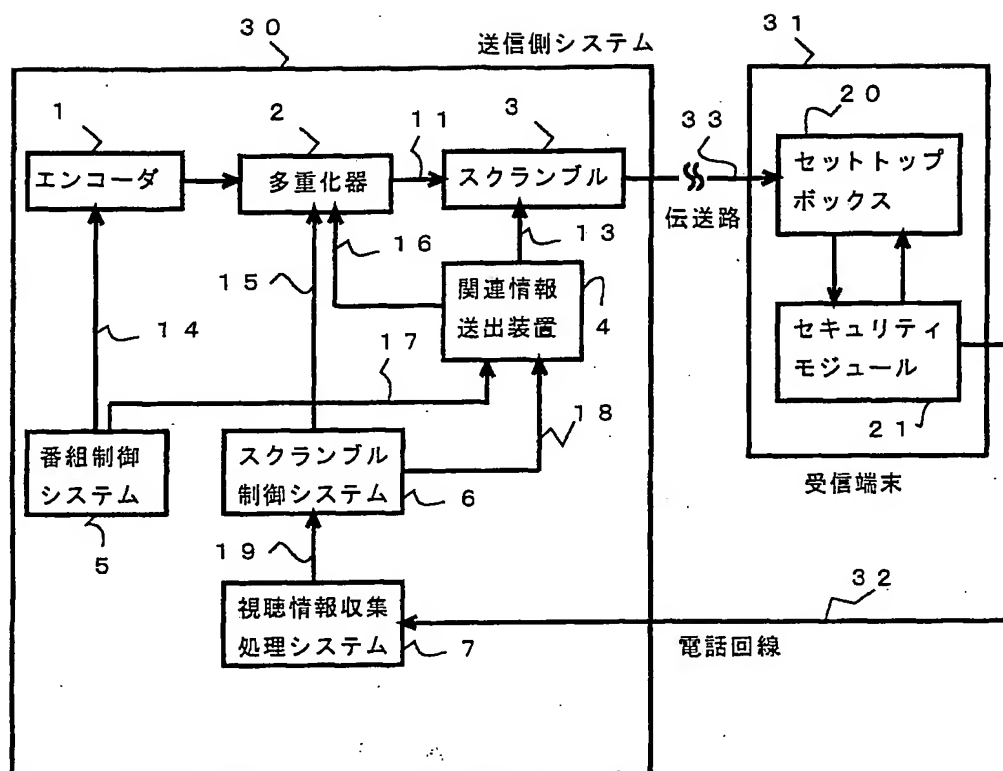 ３０
送信側システム
３１
１
２
１１
３
３３
２０
エンコーダ
多重化器
スクランブル
伝送路
セットトップ
ボックス
１６
１３
１５
関連情報
送出装置
４
１４
１７
１８
セキュリティ
モジュール
２１
番組制御
システム
５
スクランブル
制御システム
６
受信端末
１９
３２
視聴情報収集
処理システム
７
電話回線